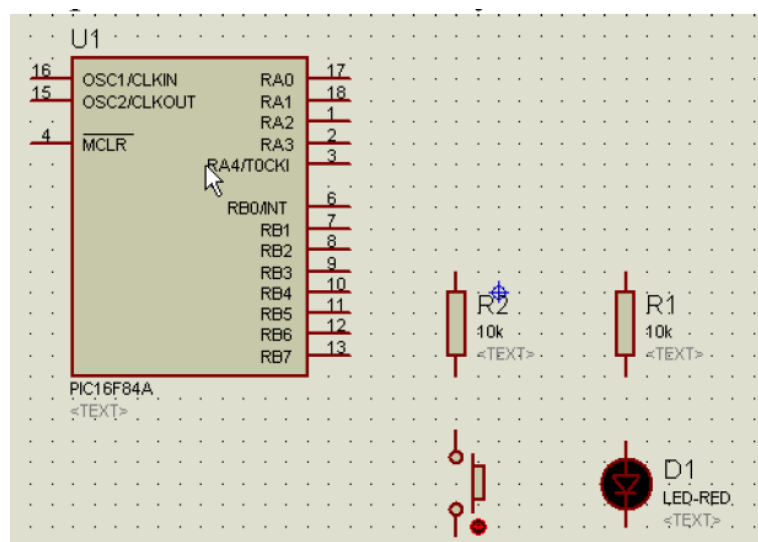 U1
16 OSC1/CLKIN RA0 17
15 OSC2/CLKOUT RA1 18
RA2 1
4 MCLR RA3 2
RA4/T0CKI 3
RB0/INT 6
RB1 7
RB2 8
RB3 9
RB4 10
RB5 11
RB6 12
RB7 13
PIC16F84A
<TEXT>
R2
10k
<TEXT>
R1
10k
<TEXT>
D1
LED-RED
<TEXT>